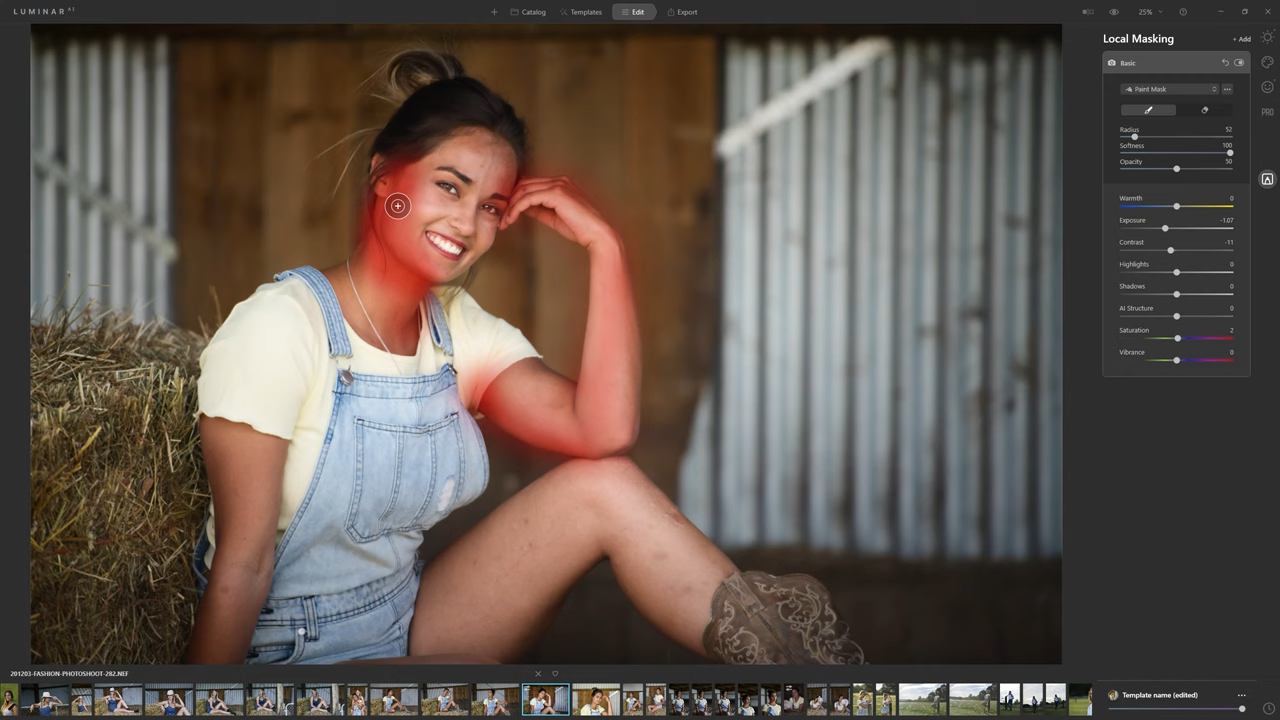 LUMINAR AI
Catalog
Templates
Edit
Export
25%
Local Masking
+ Add
Basic
Paint Mask
Radius 52
Softness 100
Opacity 50
Warmth 0
Exposure -1.07
Contrast -11
Highlights 0
Shadows 0
AI Structure 0
Saturation 2
Vibrance 0
PRO
201203-FASHION-PHOTOSHOOT-282.NEF
Template name (edited)